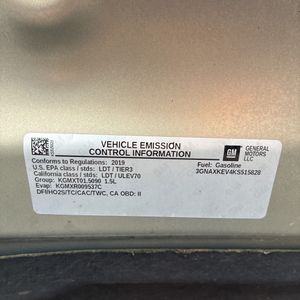 VEHICLE EMISSION
CONTROL INFORMATION
GM
GENERAL
MOTORS
LLC
Conforms to Regulations: 2019
Fuel: Gasoline
U.S. EPA class / stds: LDT / TIER3
3GNAXKEV4KS515828
California class / stds: LDT / ULEV70
Group: KGMXT01.5090 1.5L
Evap: KGMXR009537C
DFI/HO2S/TC/CAC/TWC, CA OBD: II